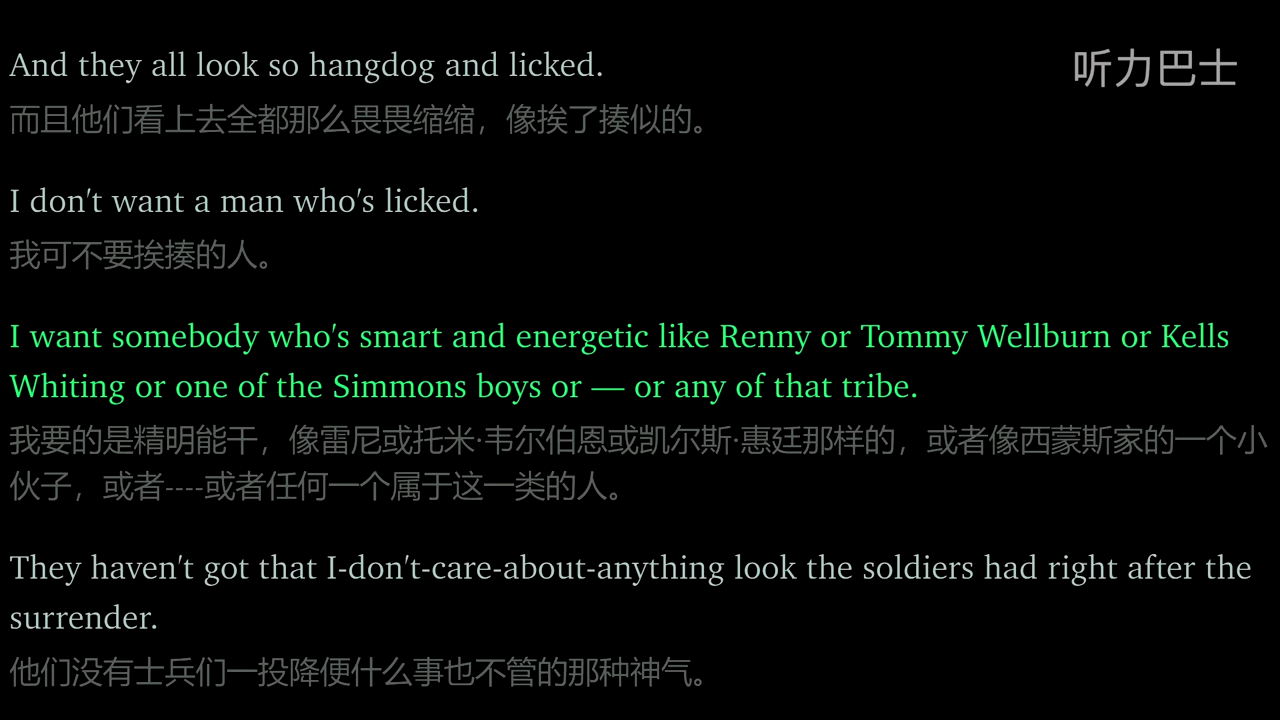 And they all look so hangdog and licked.
听力巴士
而且他们看上去全都那么畏畏缩缩，像挨了揍似的。
I don't want a man who's licked.
我可不要挨揍的人。
I want somebody who's smart and energetic like Renny or Tommy Wellburn or Kells
Whiting or one of the Simmons boys or — or any of that tribe.
我要的是精明能干，像雷尼或托米·韦尔伯恩或凯尔斯·惠廷那样的，或者像西蒙斯家的一个小
伙子，或者----或者任何一个属于这一类的人。
They haven't got that I-don't-care-about-anything look the soldiers had right after the
surrender.
他们没有士兵们一投降便什么事也不管的那种神气。